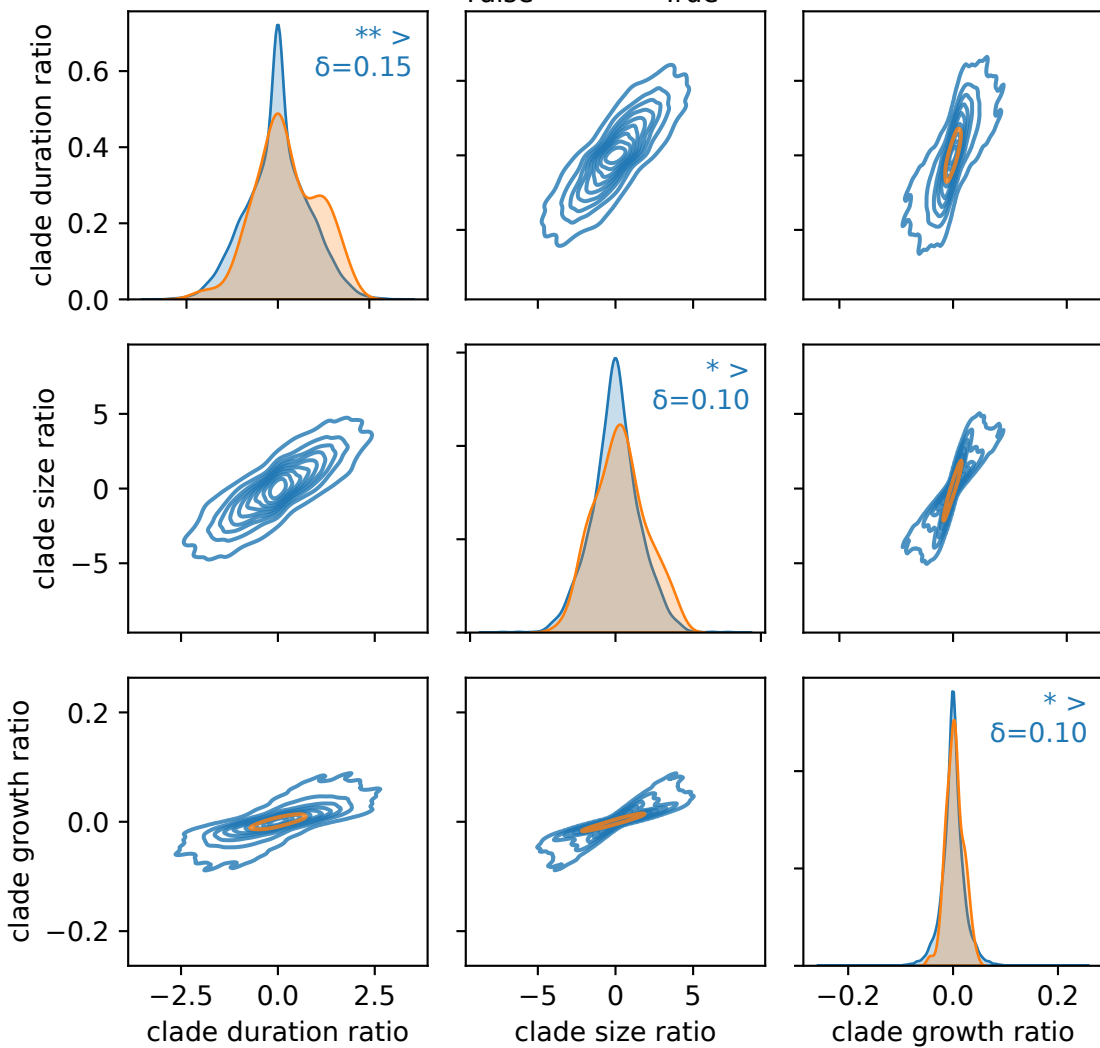 clade duration ratio
0.6
0.4
0.2
0.0
** >
δ=0.15
clade size ratio
5
0
−5
* >
δ=0.10
clade growth ratio
0.2
0.0
−0.2
* >
δ=0.10
−2.5 0.0 2.5
−5 0 5
−0.2 0.0 0.2
clade duration ratio
clade size ratio
clade growth ratio